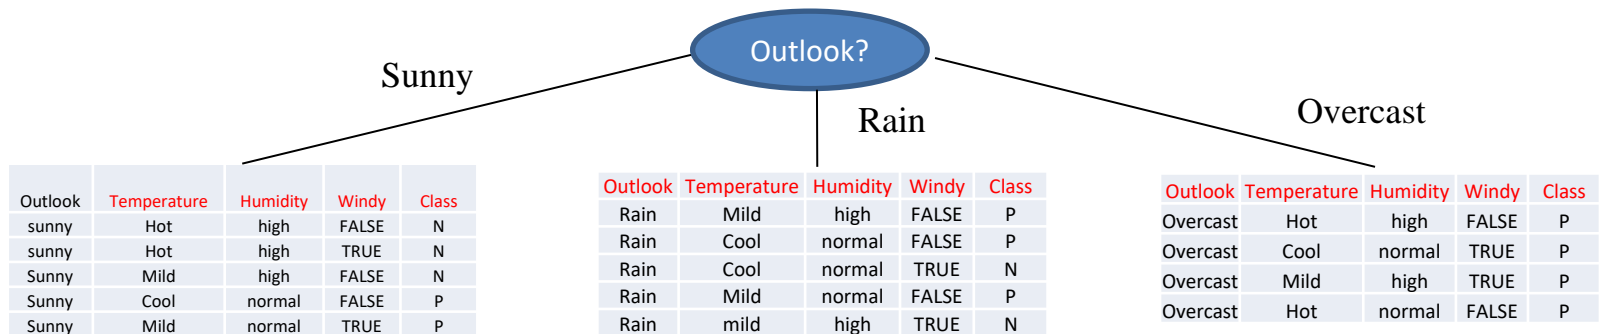 Outlook?
Sunny
Rain
Overcast
Outlook Temperature Humidity Windy Class
sunny Hot high FALSE N
sunny Hot high TRUE N
Sunny Mild high FALSE N
Sunny Cool normal FALSE P
Sunny Mild normal TRUE P
Outlook Temperature Humidity Windy Class
Rain Mild high FALSE P
Rain Cool normal FALSE P
Rain Cool normal TRUE N
Rain Mild normal FALSE P
Rain mild high TRUE N
Outlook Temperature Humidity Windy Class
Overcast Hot high FALSE P
Overcast Cool normal TRUE P
Overcast Mild high TRUE P
Overcast Hot normal FALSE P